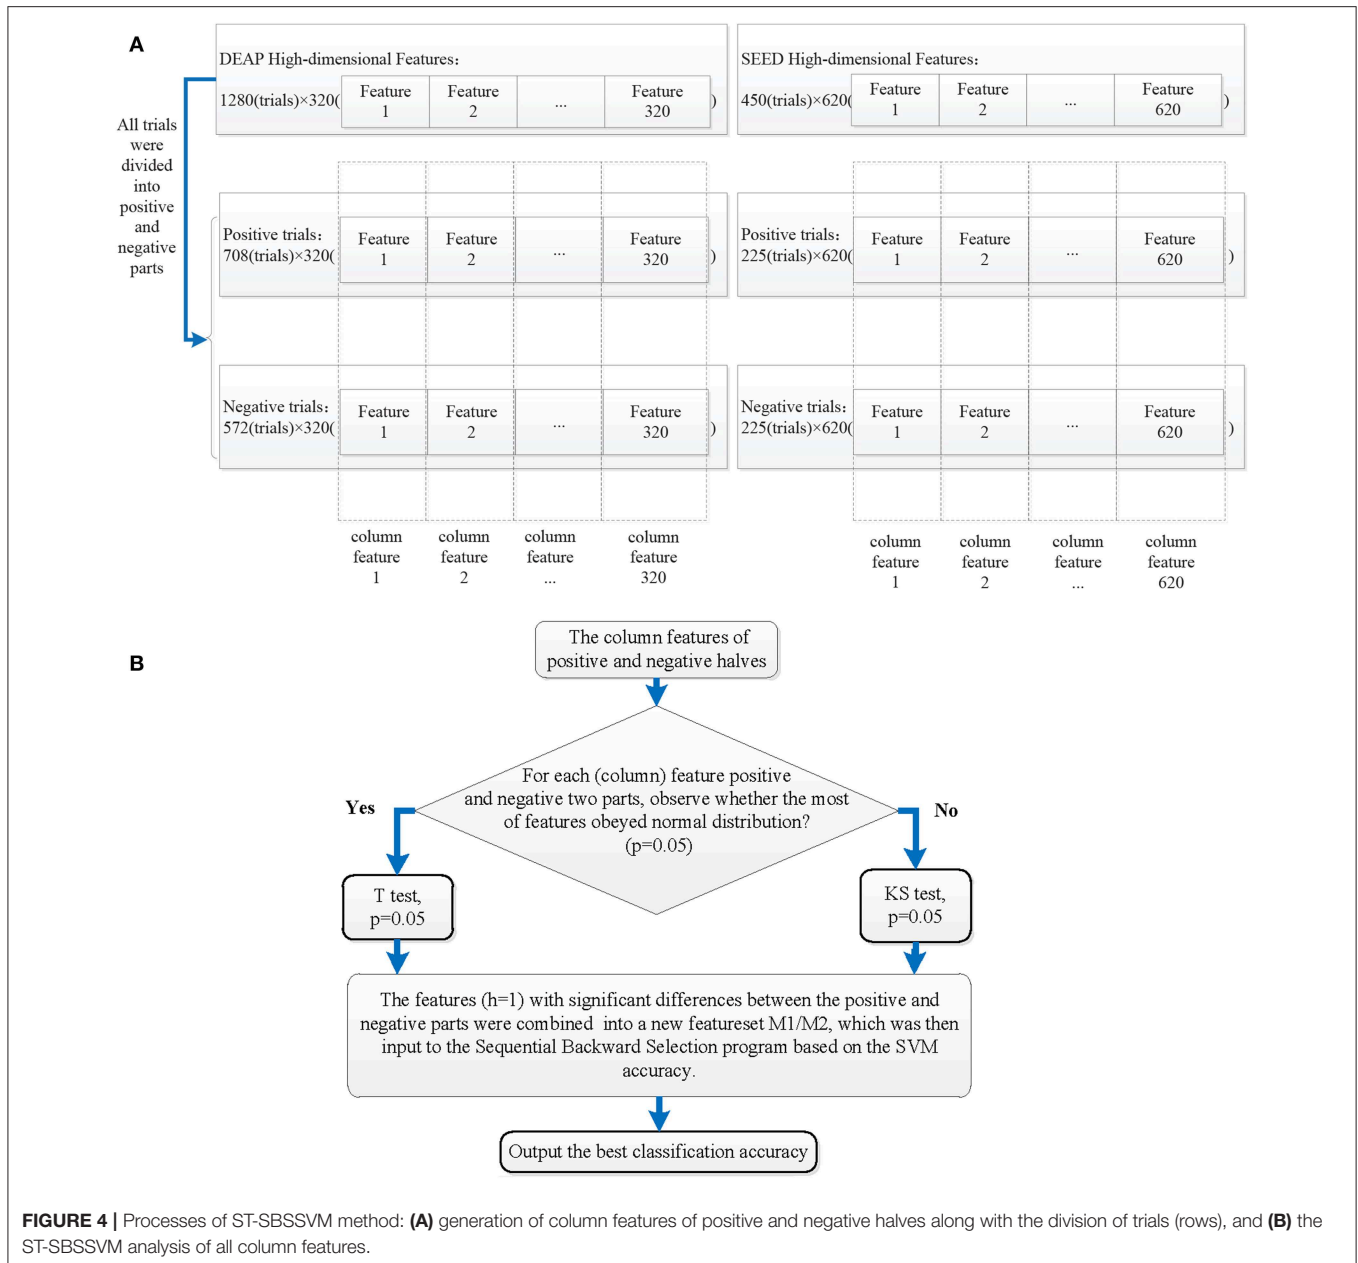 A
DEAP High-dimensional Features:
1280(trials)×320(
Feature
1
Feature
2
...
Feature
320
)
SEED High-dimensional Features:
450(trials)×620(
Feature
1
Feature
2
...
Feature
620
)
All trials
were
divided
into
positive
and
negative
parts
Positive trials:
708(trials)×320(
Feature
1
Feature
2
...
Feature
320
)
Positive trials:
225(trials)×620(
Feature
1
Feature
2
...
Feature
620
)
Negative trials:
572(trials)×320(
Feature
1
Feature
2
...
Feature
320
)
Negative trials:
225(trials)×620(
Feature
1
Feature
2
...
Feature
620
)
column
feature
1
column
feature
2
column
feature
...
column
feature
320
column
feature
1
column
feature
2
column
feature
...
column
feature
620
B
The column features of
positive and negative halves
For each (column) feature positive
and negative two parts, observe whether the most
of features obeyed normal distribution?
(p=0.05)
Yes
No
T test,
p=0.05
KS test,
p=0.05
The features (h=1) with significant differences between the positive and
negative parts were combined into a new featureset M1/M2, which was then
input to the Sequential Backward Selection program based on the SVM
accuracy.
Output the best classification accuracy
FIGURE 4 | Processes of ST-SBSSVM method: (A) generation of column features of positive and negative halves along with the division of trials (rows), and (B) the
ST-SBSSVM analysis of all column features.